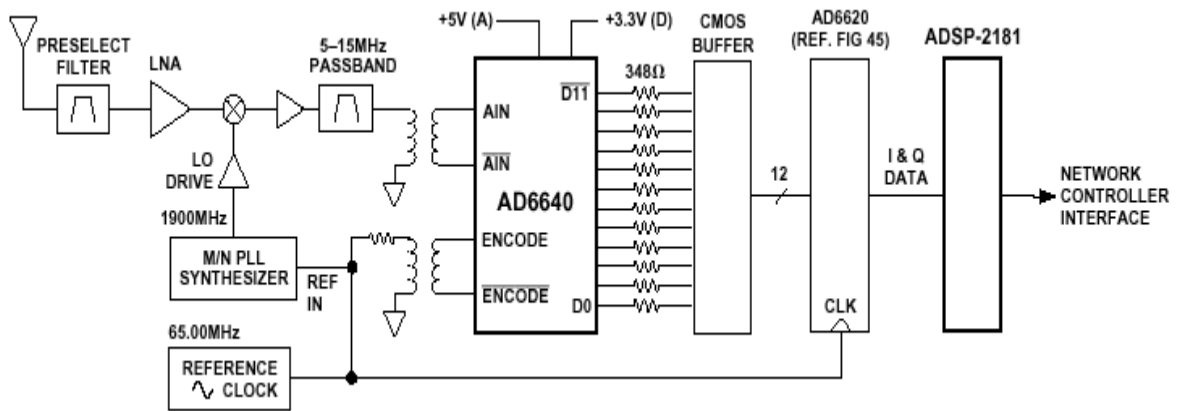 +5V (A)
+3.3V (D)
PRESELECT
FILTER
LNA
5–15MHz
PASSBAND
CMOS
BUFFER
AD6620
(REF. FIG 45)
ADSP-2181
348Ω
D11
AIN
AIN
AD6640
ENCODE
ENCODE
D0
LO
DRIVE
1900MHz
M/N PLL
SYNTHESIZER
REF
IN
65.00MHz
REFERENCE
CLOCK
12
CLK
I & Q
DATA
NETWORK
CONTROLLER
INTERFACE